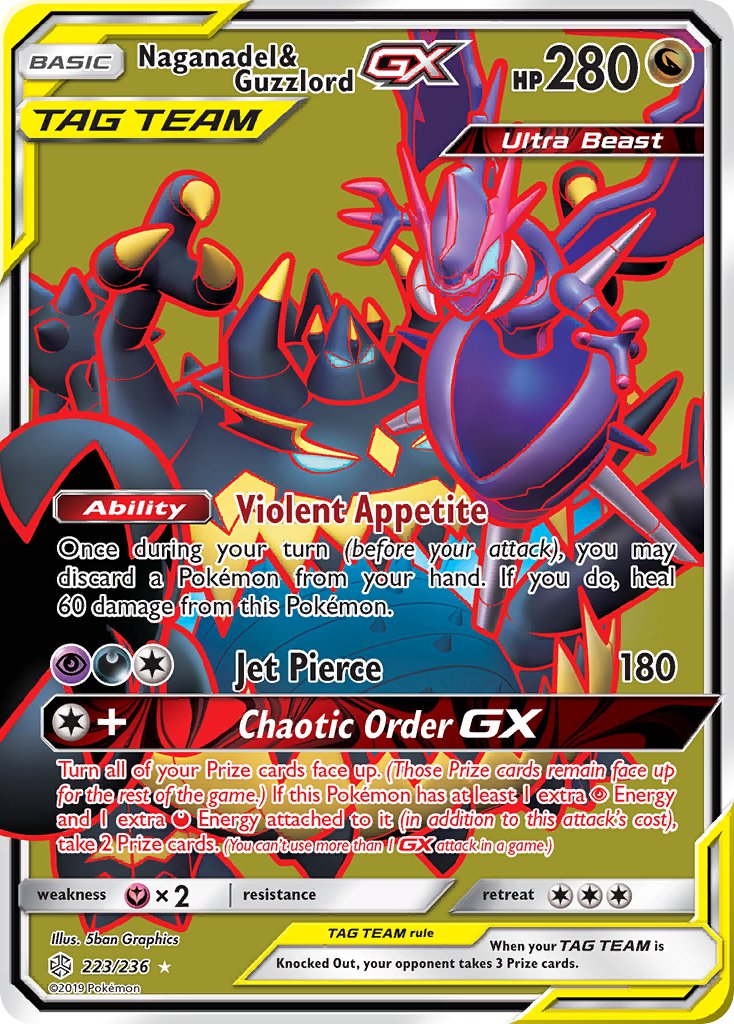 BASIC
Naganadel&
Guzzlord GX
HP280
TAG TEAM
Ultra Beast
Ability Violent Appetite
Once during your turn (before your attack), you may
discard a Pokémon from your hand. If you do, heal
60 damage from this Pokémon.
Jet Pierce 180
+ Chaotic Order GX
Turn all of your Prize cards face up. (Those Prize cards remain face up
for the rest of the game.) If this Pokémon has at least 1 extra Energy
and 1 extra Energy attached to it (in addition to this attack's cost),
take 2 Prize cards. (You can't use more than 1 GX attack in a game.)
weakness ×2 resistance retreat
Illus. 5ban Graphics
223/236
©2019 Pokémon
TAG TEAM rule
When your TAG TEAM is
Knocked Out, your opponent takes 3 Prize cards.